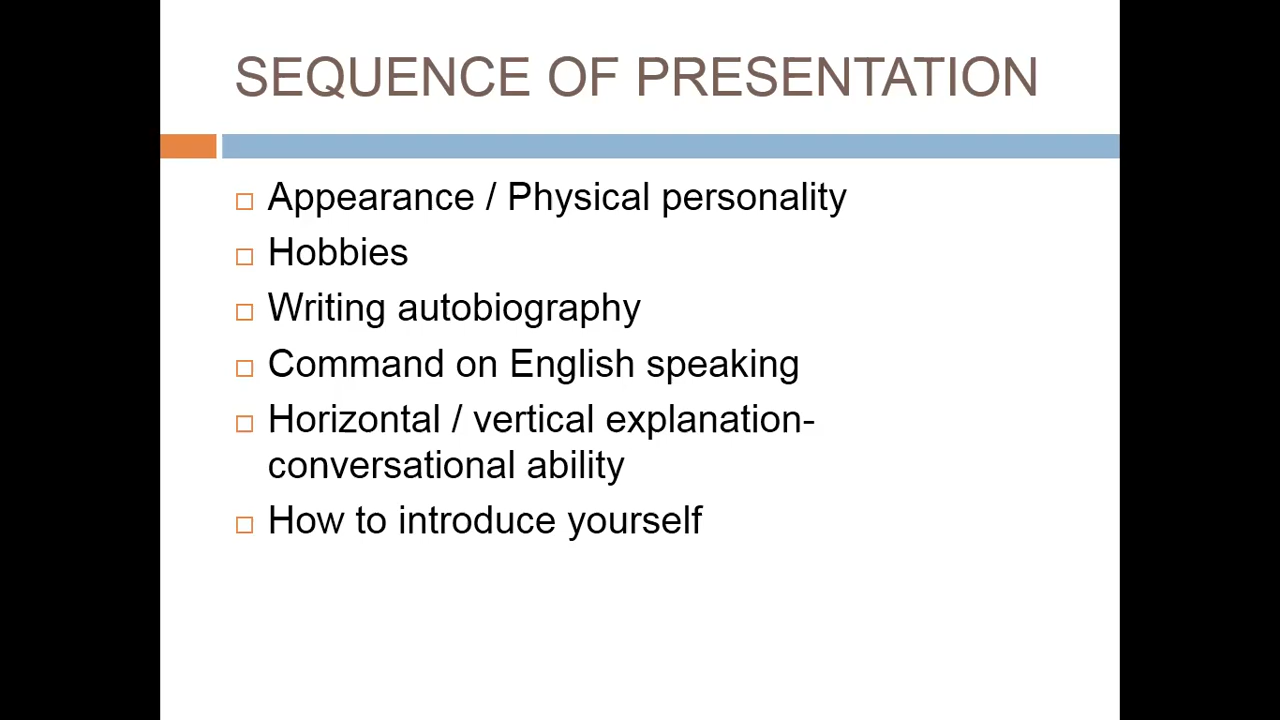 SEQUENCE OF PRESENTATION
Appearance / Physical personality
Hobbies
Writing autobiography
Command on English speaking
Horizontal / vertical explanation-
conversational ability
How to introduce yourself